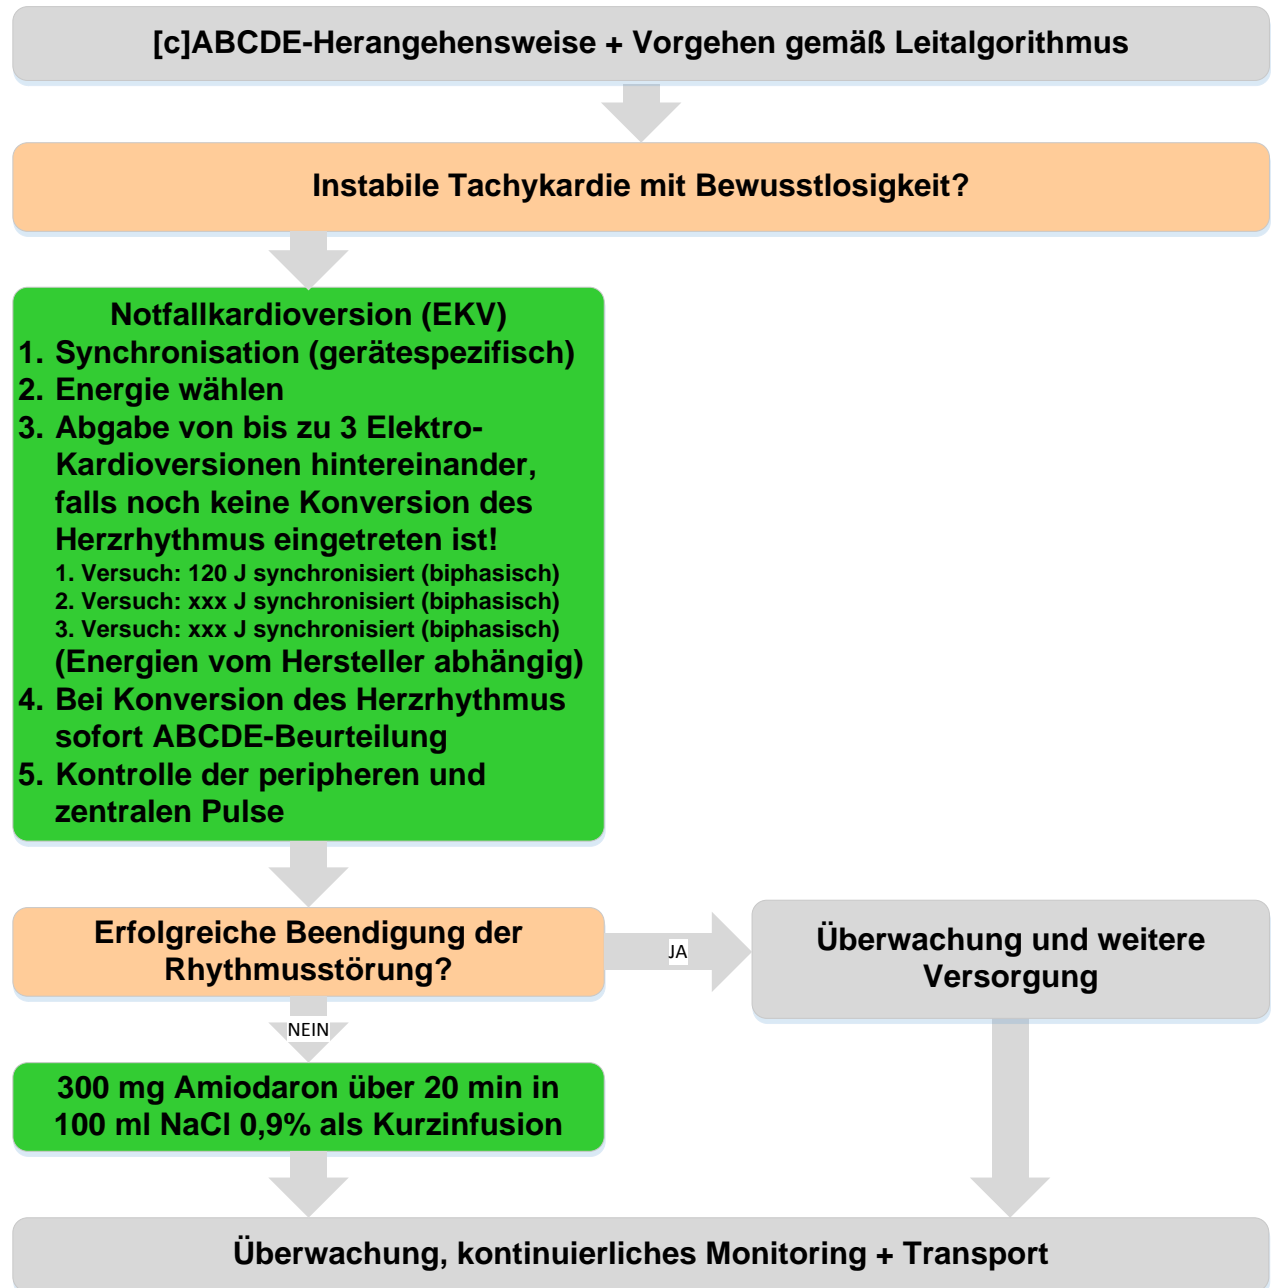 [c]ABCDE-Herangehensweise + Vorgehen gemäß Leitalgorithmus
Instabile Tachykardie mit Bewusstlosigkeit?
Notfallkardioversion (EKV)
1. Synchronisation (gerätespezifisch)
2. Energie wählen
3. Abgabe von bis zu 3 Elektro-
Kardioversionen hintereinander,
falls noch keine Konversion des
Herzrhythmus eingetreten ist!
1. Versuch: 120 J synchronisiert (biphasisch)
2. Versuch: xxx J synchronisiert (biphasisch)
3. Versuch: xxx J synchronisiert (biphasisch)
(Energien vom Hersteller abhängig)
4. Bei Konversion des Herzrhythmus
sofort ABCDE-Beurteilung
5. Kontrolle der peripheren und
zentralen Pulse
Erfolgreiche Beendigung der
Rhythmusstörung?
JA
Überwachung und weitere
Versorgung
NEIN
300 mg Amiodaron über 20 min in
100 ml NaCl 0,9% als Kurzinfusion
Überwachung, kontinuierliches Monitoring + Transport